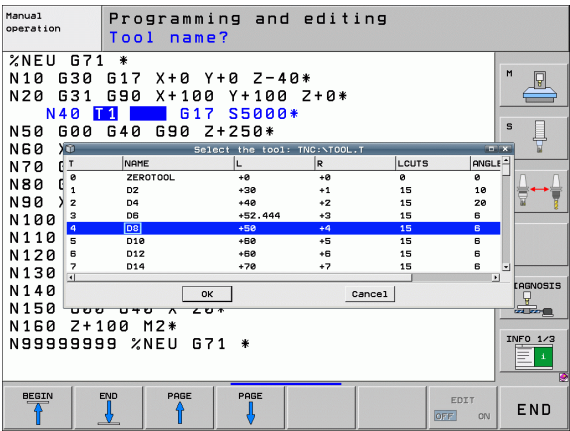 Manual
operation
Programming and editing
Tool name?
%NEU G71 *
N10 G30 G17 X+0 Y+0 Z-40*
N20 G31 G90 X+100 Y+100 Z+0*
N40 T1 G17 S5000*
N50 G00 G40 G90 Z+250*
N60
N70
N80
N90
N100
N110
N120
N130
N140
N150 G00 G40 X Z0*
N160 Z+100 M2*
N99999999 %NEU G71 *
Select the tool: TNC:\TOOL.T
T NAME L R LCUTS ANGLE
0 ZEROTOOL +0 +0 0 0
1 D2 +30 +1 15 10
2 D4 +40 +2 15 20
3 D6 +52.444 +3 15 6
4 D8 +50 +4 15 6
5 D10 +60 +5 15 6
6 D12 +60 +6 15 6
7 D14 +70 +7 15 6
OK Cancel
M
S
DIAGNOSIS
INFO 1/3
BEGIN
END
PAGE
PAGE
EDIT
OFF ON
END